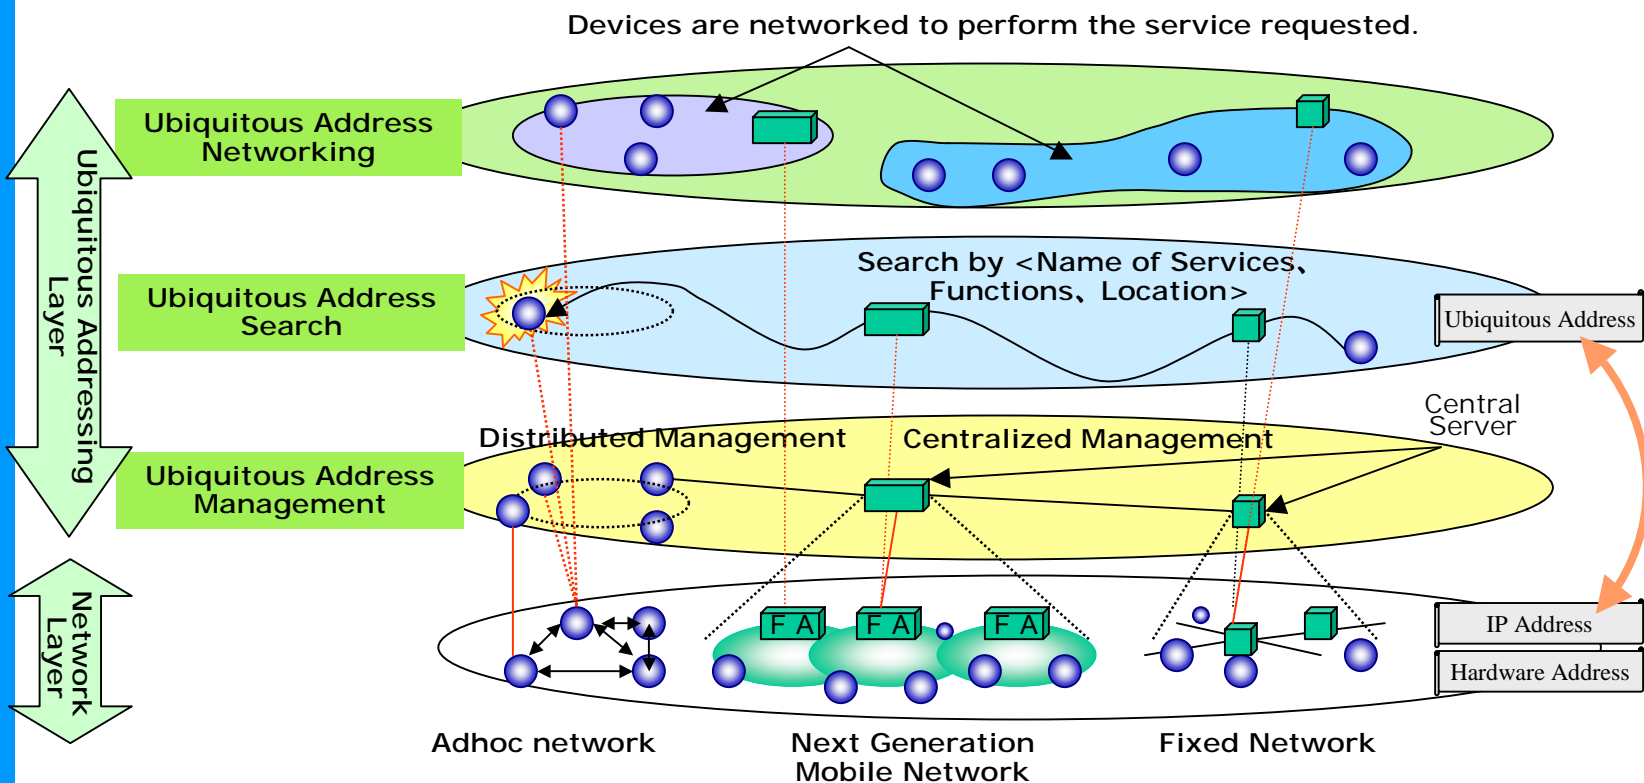 Devices are networked to perform the service requested.
Ubiquitous Address
Networking
Ubiquitous Addressing
Layer
Ubiquitous Address
Search
Search by <Name of Services、
Functions、Location>
Ubiquitous Address
Central
Server
Distributed Management
Centralized Management
Ubiquitous Address
Management
Network
Layer
F A
F A
F A
IP Address
Hardware Address
Adhoc network
Next Generation
Mobile Network
Fixed Network